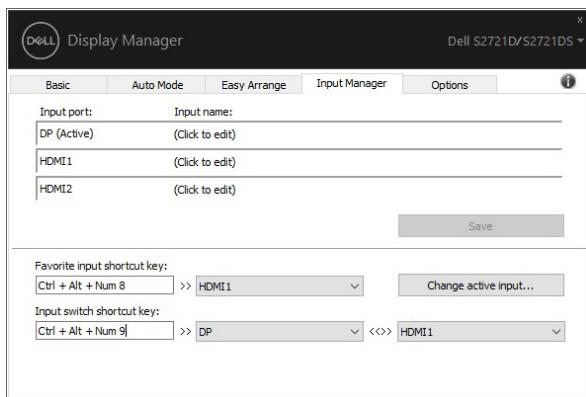 x
DELL Display Manager Dell S2721D/S2721DS
Basic Auto Mode Easy Arrange Input Manager Options i
Input port: Input name:
DP (Active) (Click to edit)
HDMI1 (Click to edit)
HDMI2 (Click to edit)
Save
Favorite input shortcut key:
Ctrl + Alt + Num 8 >> HDMI1 Change active input...
Input switch shortcut key:
Ctrl + Alt + Num 9 >> DP <<>> HDMI1